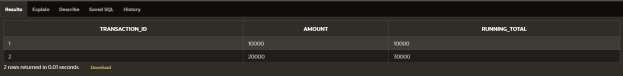 Results Explain Describe Saved SQL History
TRANSACTION_ID AMOUNT RUNNING_TOTAL
1 10000 10000
2 20000 30000
2 rows returned in 0.01 seconds Download